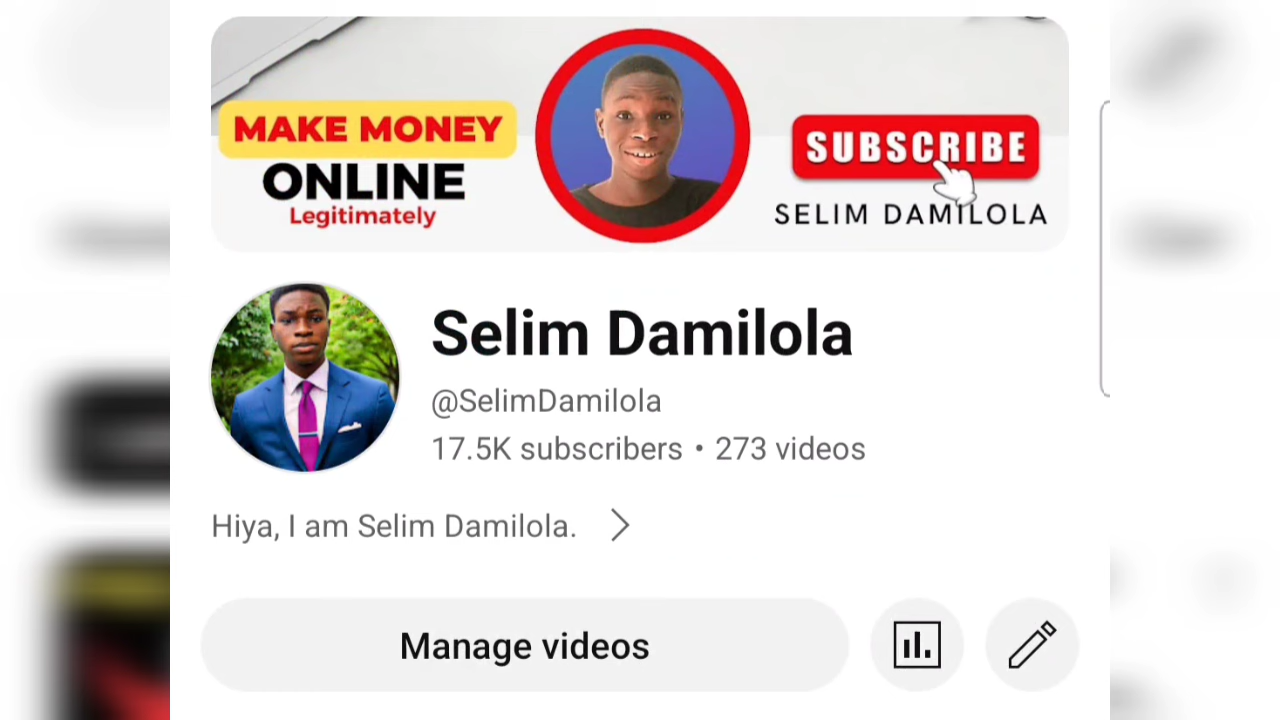 MAKE MONEY
ONLINE
Legitimately
SUBSCRIBE
SELIM DAMILOLA
Selim Damilola
@SelimDamilola
17.5K subscribers • 273 videos
Hiya, I am Selim Damilola.
Manage videos